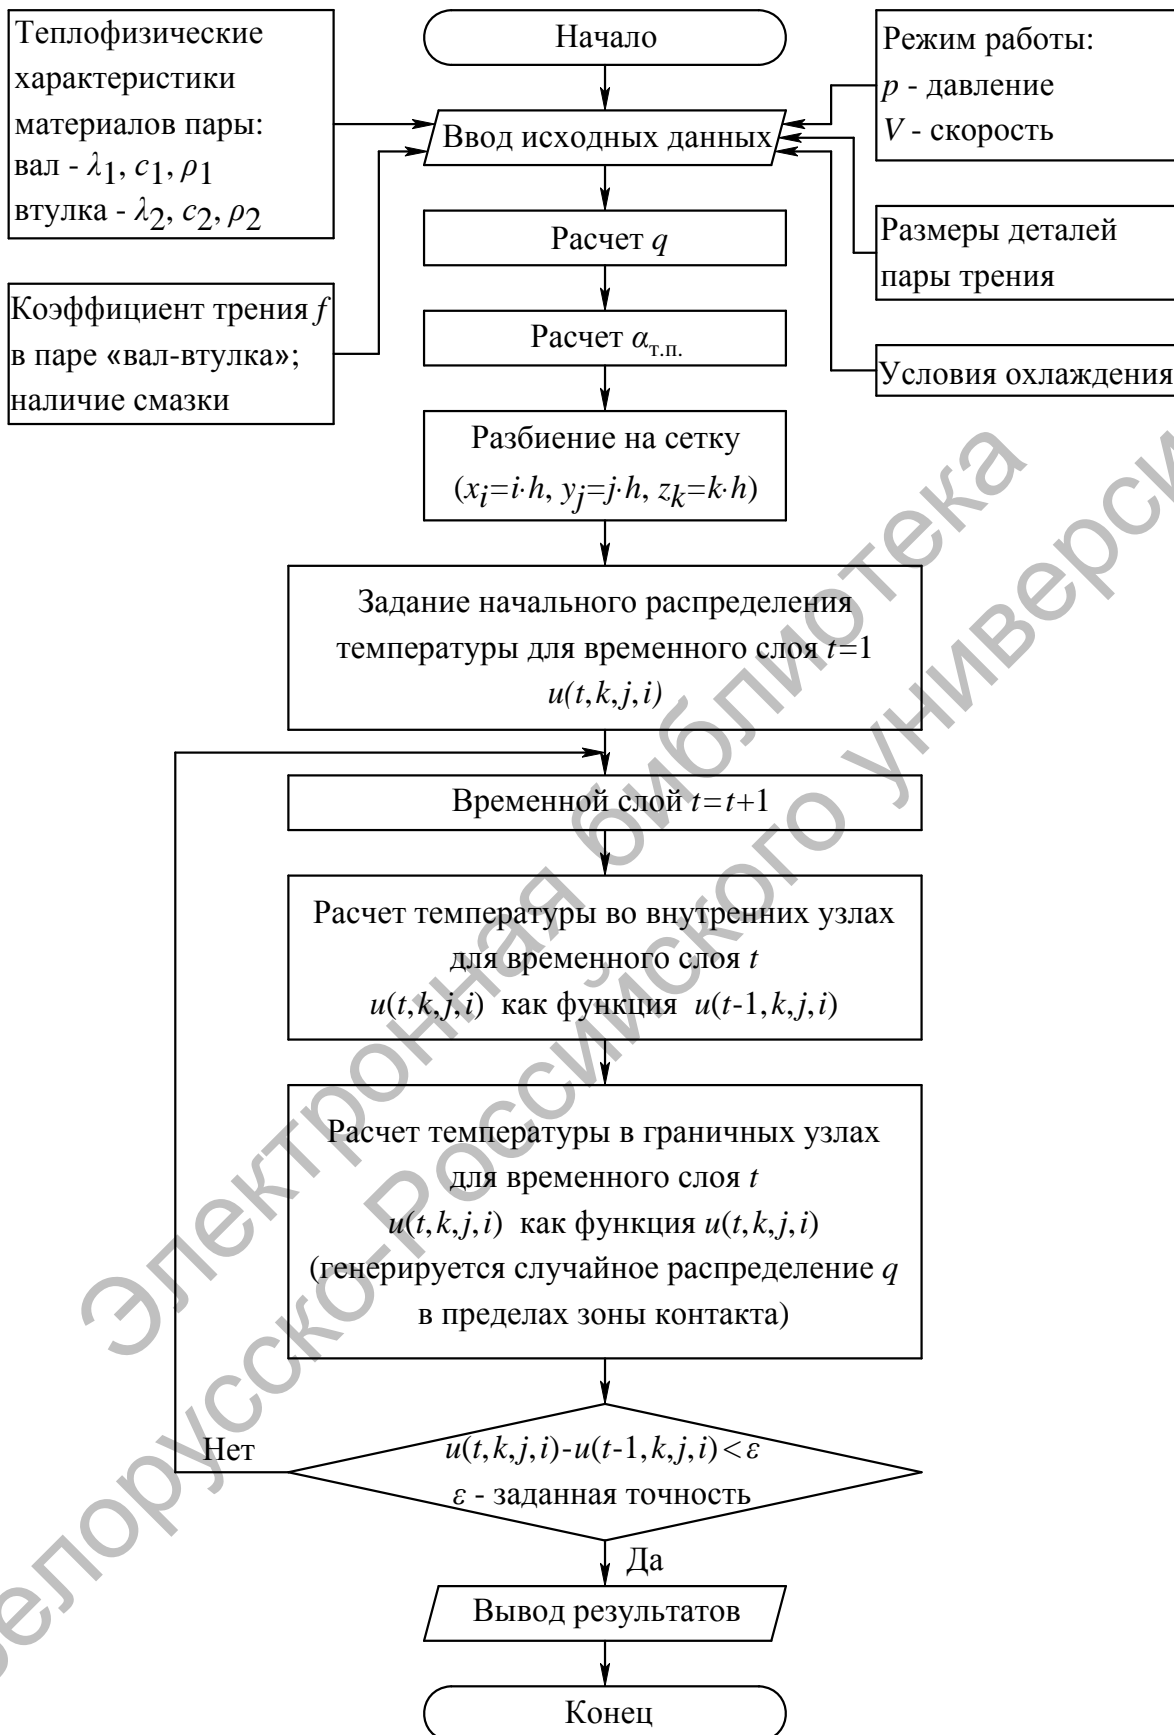 Начало
Теплофизические
характеристики
материалов пары:
вал - λ1, c1, ρ1
втулка - λ2, c2, ρ2
Режим работы:
p - давление
V - скорость
Ввод исходных данных
Расчет q
Размеры деталей
пары трения
Коэффициент трения f
в паре «вал-втулка»;
наличие смазки
Расчет αт.п.
Условия охлаждения
Разбиение на сетку
(xi=i·h, yj=j·h, zk=k·h)
Задание начального распределения
температуры для временного слоя t=1
u(t,k,j,i)
Временной слой t=t+1
Расчет температуры во внутренних узлах
для временного слоя t
u(t,k,j,i) как функция u(t-1,k,j,i)
Расчет температуры в граничных узлах
для временного слоя t
u(t,k,j,i) как функция u(t,k,j,i)
(генерируется случайное распределение q
в пределах зоны контакта)
Нет
u(t,k,j,i)-u(t-1,k,j,i)<ε
ε - заданная точность
Да
Вывод результатов
Конец
Электронная библиотека
елорусско-Российского универси